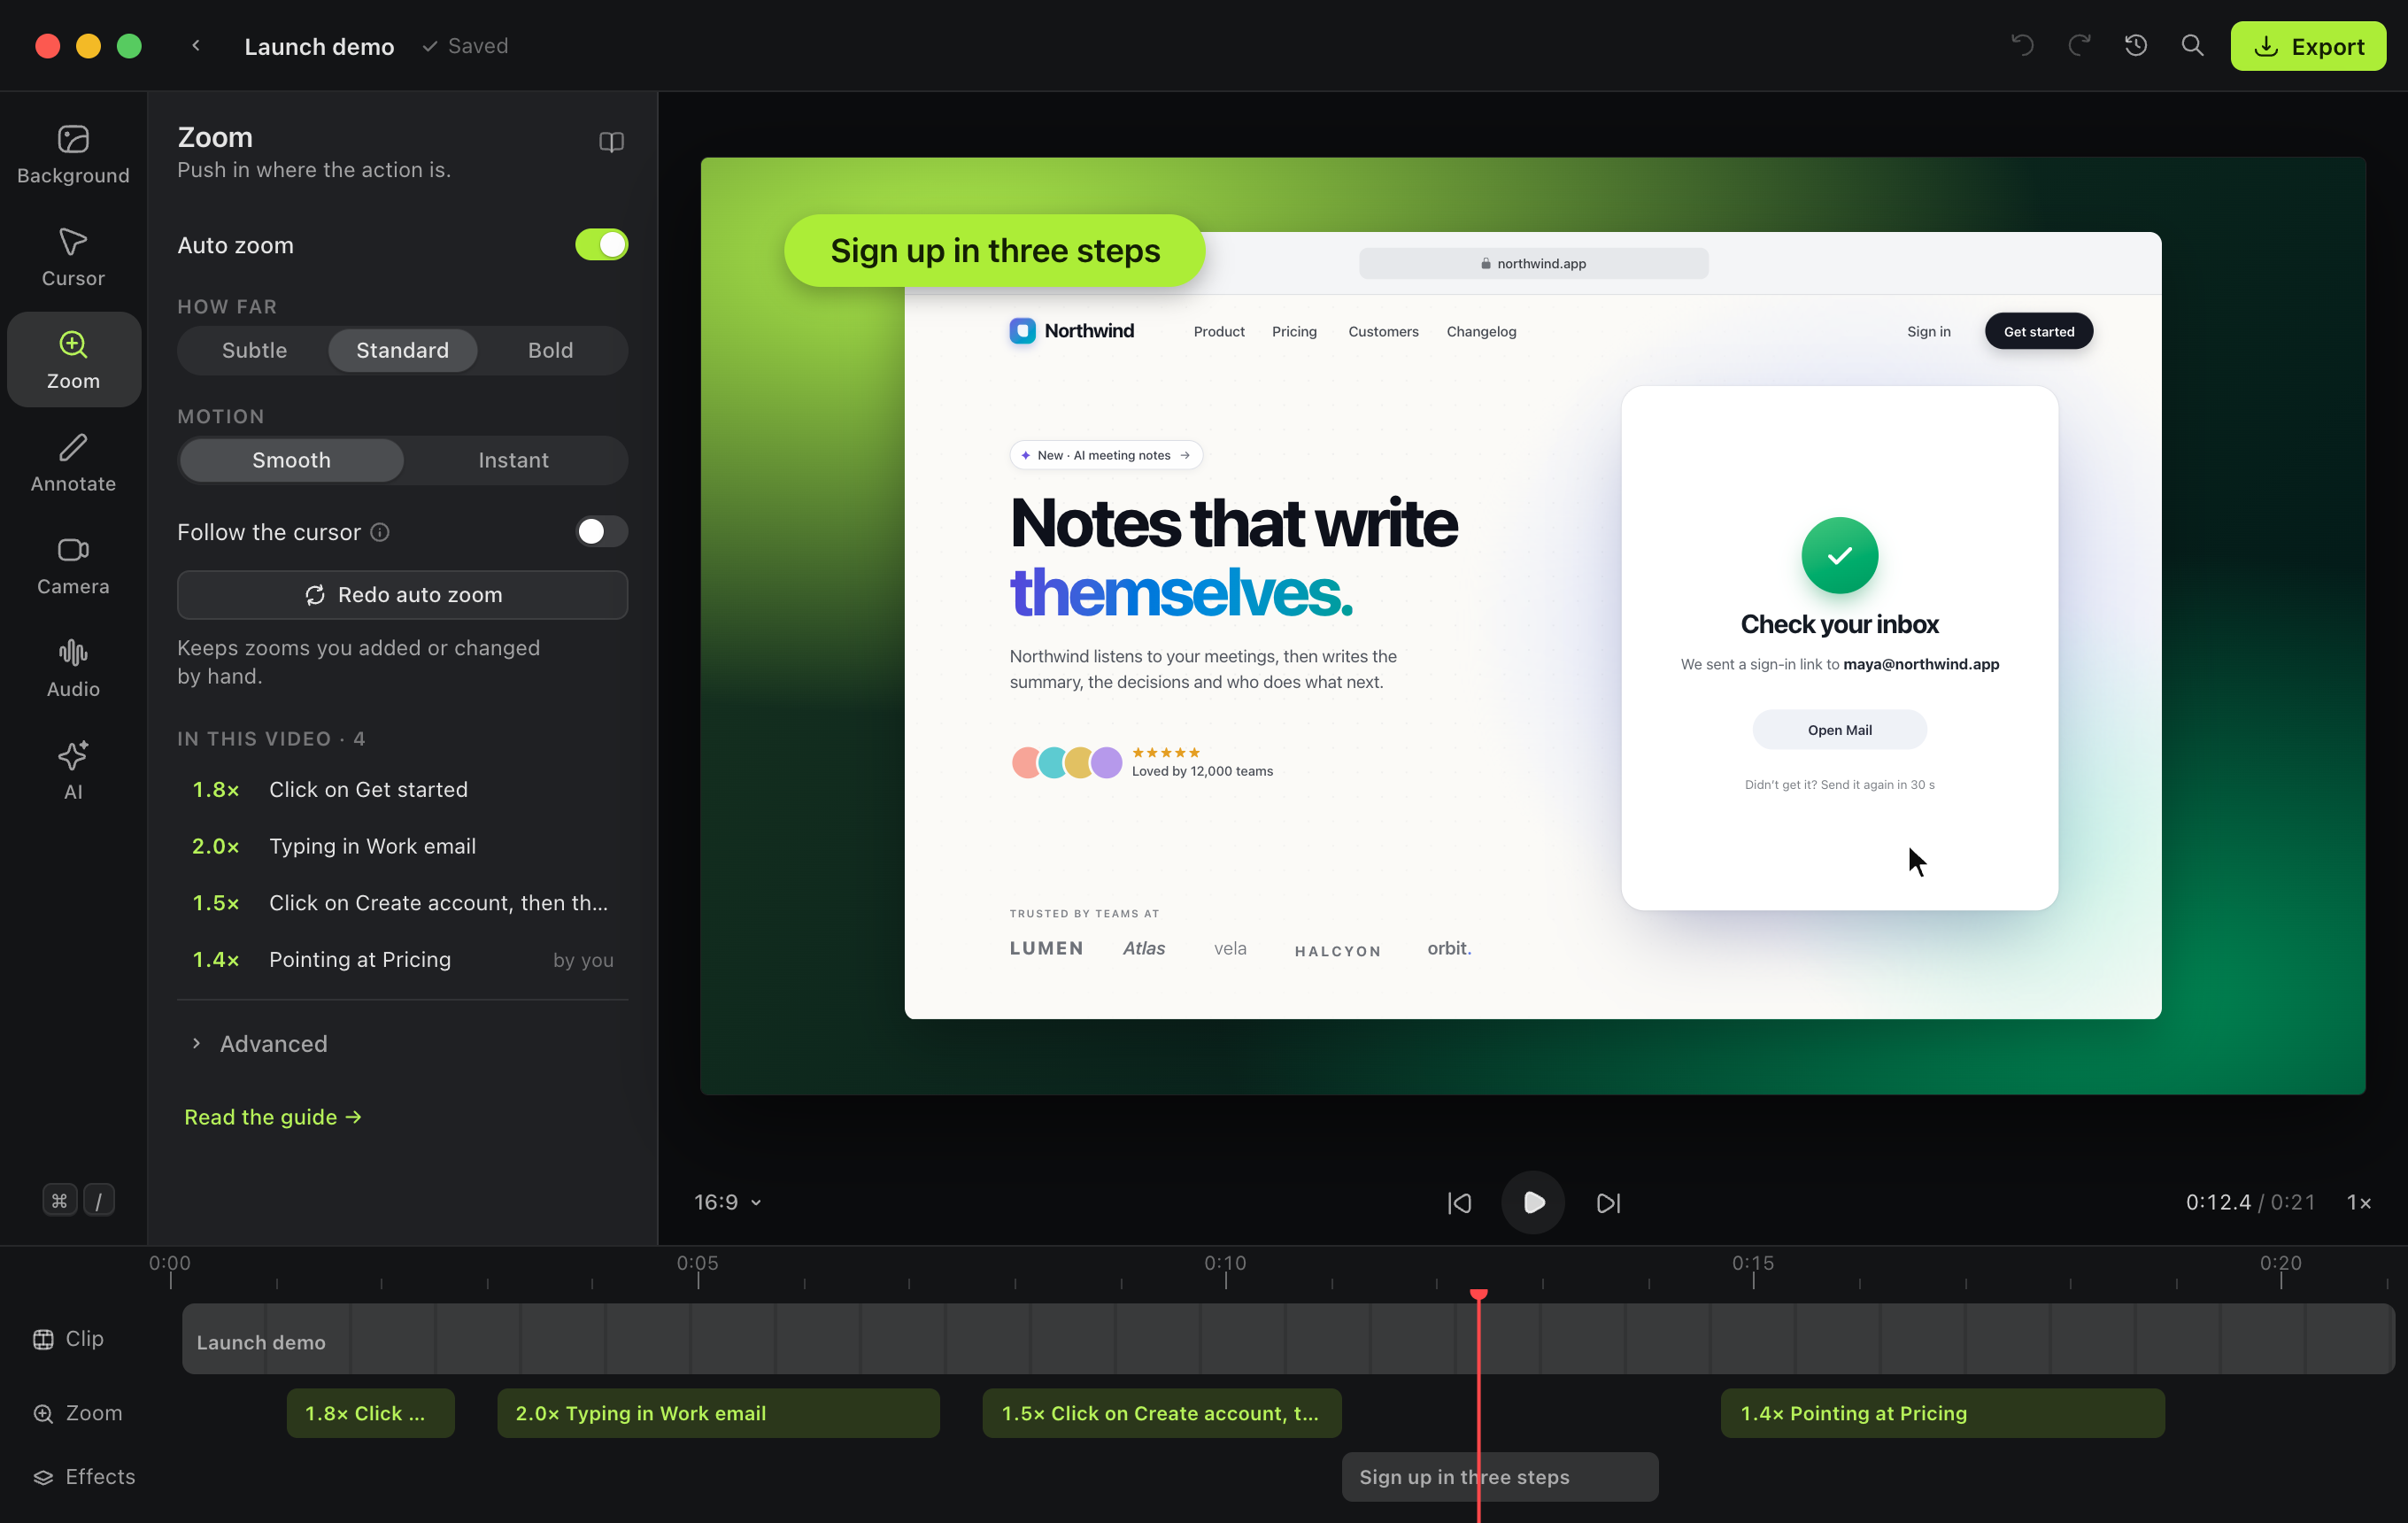 Launch demo
Saved
Export
Background
Cursor
Zoom
Annotate
Camera
Audio
AI
⌘ /
Zoom
Push in where the action is.
Auto zoom
HOW FAR
Subtle
Standard
Bold
MOTION
Smooth
Instant
Follow the cursor
Redo auto zoom
Keeps zooms you added or changed
by hand.
IN THIS VIDEO · 4
1.8× Click on Get started
2.0× Typing in Work email
1.5× Click on Create account, then th...
1.4× Pointing at Pricing by you
Advanced
Read the guide →
Sign up in three steps
northwind.app
Northwind
Product
Pricing
Customers
Changelog
Sign in
Get started
New · AI meeting notes →
Notes that write
themselves.
Northwind listens to your meetings, then writes the
summary, the decisions and who does what next.
★★★★★
Loved by 12,000 teams
TRUSTED BY TEAMS AT
LUMEN
Atlas
vela
HALCYON
orbit.
Check your inbox
We sent a sign-in link to maya@northwind.app
Open Mail
Didn't get it? Send it again in 30 s
16:9
0:12.4 / 0:21
1×
0:00
0:05
0:10
0:15
0:20
Clip
Launch demo
Zoom
1.8× Click ...
2.0× Typing in Work email
1.5× Click on Create account, t...
1.4× Pointing at Pricing
Effects
Sign up in three steps